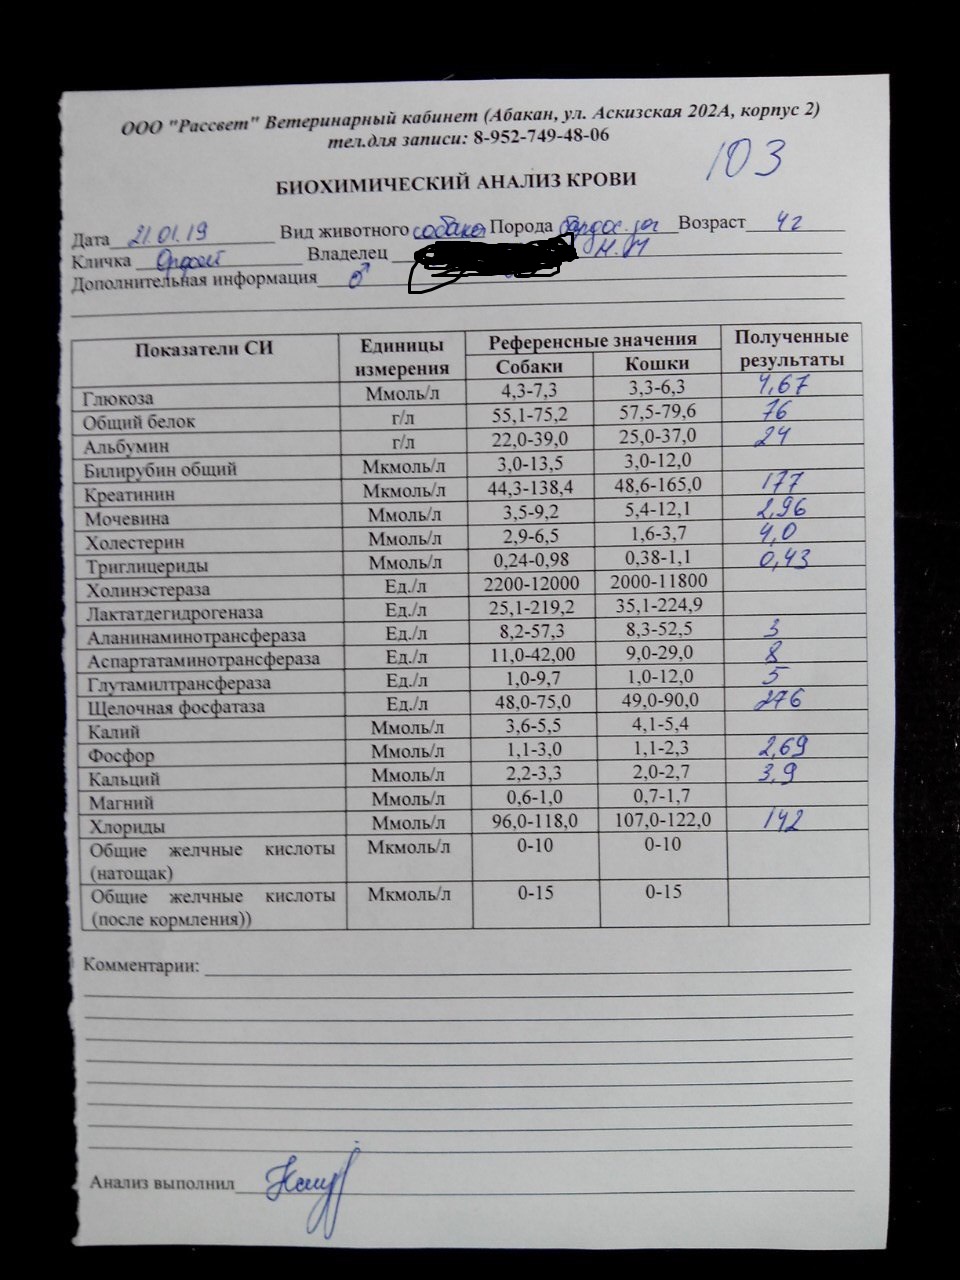 ООО "Рассвет" Ветеринарный кабинет (Абакан, ул. Аскизская 202А, корпус 2)
тел.для записи: 8-952-749-48-06
103
БИОХИМИЧЕСКИЙ АНАЛИЗ КРОВИ
Дата 21.01.19 Вид животного собака Порода Возраст 4 г
Кличка Владелец Н.И
Дополнительная информация ♂
Показатели СИ Единицы измерения Референсные значения Собаки Кошки Полученные результаты
Глюкоза Ммоль/л 4,3-7,3 3,3-6,3 4,67
Общий белок г/л 55,1-75,2 57,5-79,6 76
Альбумин г/л 22,0-39,0 25,0-37,0 24
Билирубин общий Мкмоль/л 3,0-13,5 3,0-12,0
Креатинин Мкмоль/л 44,3-138,4 48,6-165,0 177
Мочевина Ммоль/л 3,5-9,2 5,4-12,1 2,96
Холестерин Ммоль/л 2,9-6,5 1,6-3,7 4,0
Триглицериды Ммоль/л 0,24-0,98 0,38-1,1 0,43
Холинэстераза Ед./л 2200-12000 2000-11800
Лактатдегидрогеназа Ед./л 25,1-219,2 35,1-224,9
Аланинаминотрансфераза Ед./л 8,2-57,3 8,3-52,5 3
Аспартатаминотрансфераза Ед./л 11,0-42,00 9,0-29,0 8
Глутамилтрансфераза Ед./л 1,0-9,7 1,0-12,0 5
Щелочная фосфатаза Ед./л 48,0-75,0 49,0-90,0 276
Калий Ммоль/л 3,6-5,5 4,1-5,4
Фосфор Ммоль/л 1,1-3,0 1,1-2,3 2,69
Кальций Ммоль/л 2,2-3,3 2,0-2,7 3,9
Магний Ммоль/л 0,6-1,0 0,7-1,7
Хлориды Ммоль/л 96,0-118,0 107,0-122,0 142
Общие желчные кислоты Мкмоль/л 0-10 0-10
(натощак)
Общие желчные кислоты Мкмоль/л 0-15 0-15
(после кормления))
Комментарии:
Анализ выполнил